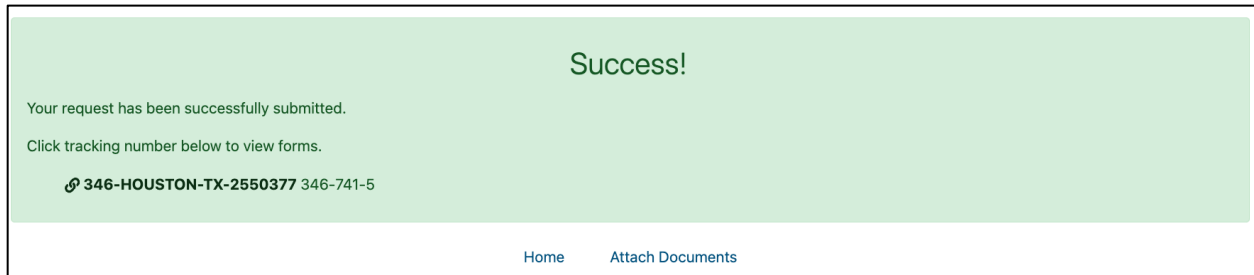 Success!
Your request has been successfully submitted.
Click tracking number below to view forms.
346-HOUSTON-TX-2550377 346-741-5
Home Attach Documents